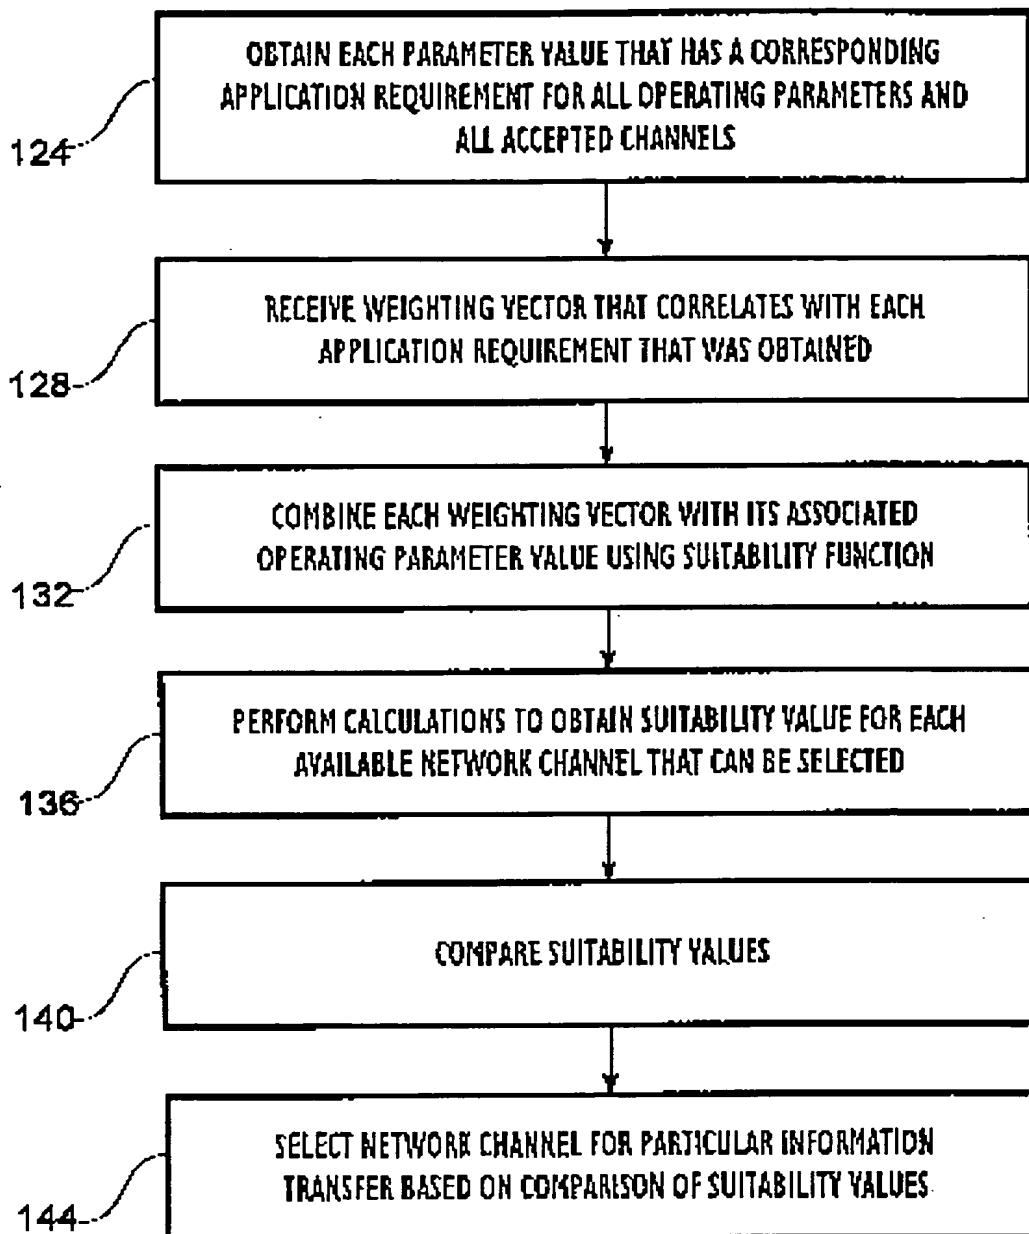 OBTAIN EACH PARAMETER VALUE THAT HAS A CORRESPONDING
APPLICATION REQUIREMENT FOR ALL OPERATING PARAMETERS AND
ALL ACCEPTED CHANNELS
124
RECEIVE WEIGHTING VECTOR THAT CORRELATES WITH EACH
APPLICATION REQUIREMENT THAT WAS OBTAINED
128
COMBINE EACH WEIGHTING VECTOR WITH ITS ASSOCIATED
OPERATING PARAMETER VALUE USING SUITABILITY FUNCTION
132
PERFORM CALCULATIONS TO OBTAIN SUITABILITY VALUE FOR EACH
AVAILABLE NETWORK CHANNEL THAT CAN BE SELECTED
136
COMPARE SUITABILITY VALUES
140
SELECT NETWORK CHANNEL FOR PARTICULAR INFORMATION
TRANSFER BASED ON COMPARISON OF SUITABILITY VALUES
144